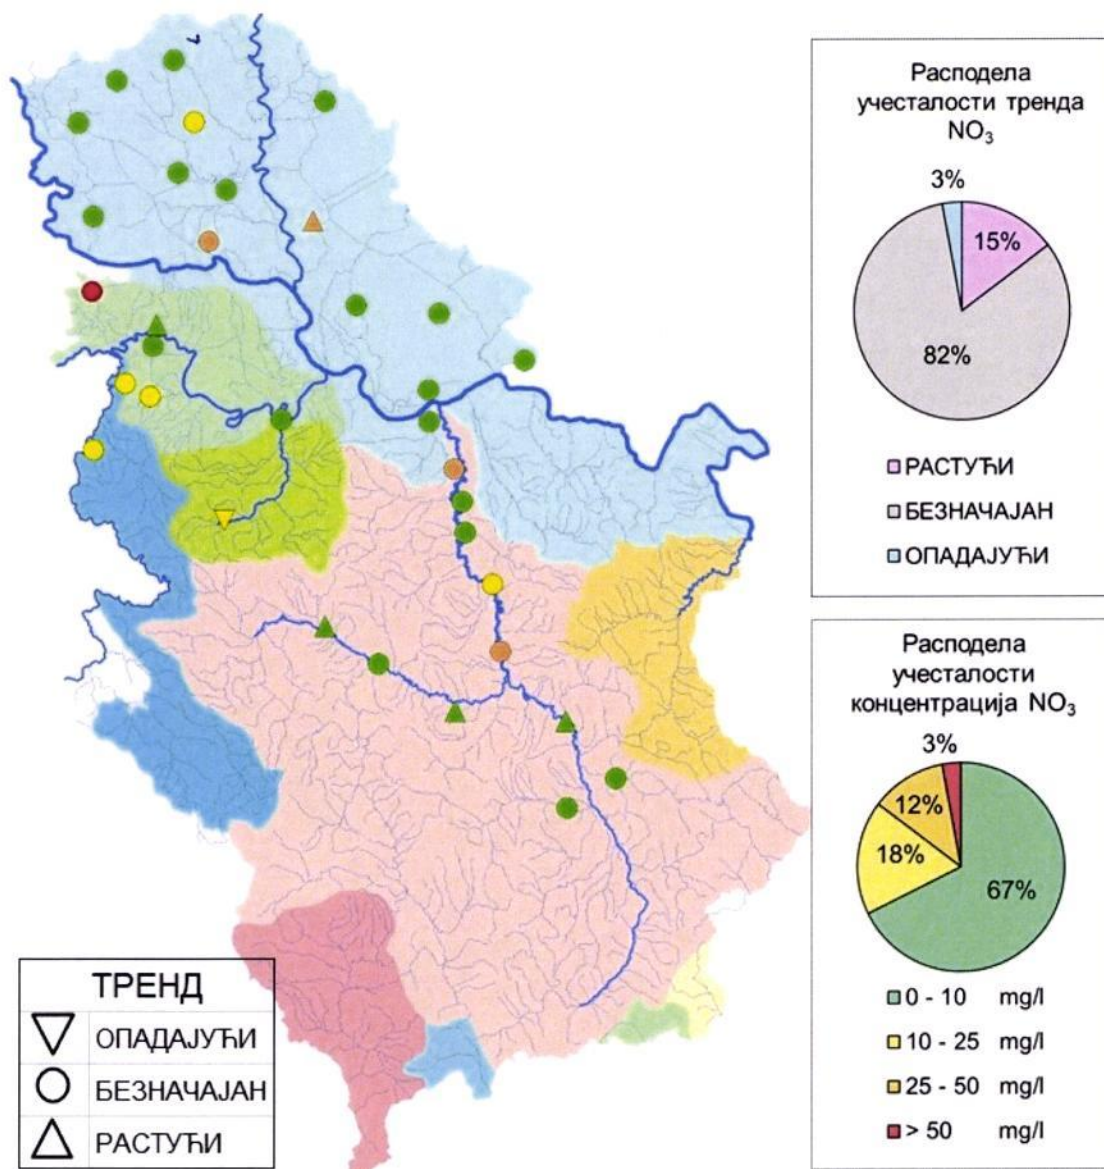 Расподела
учесталости тренда
NO₃
3%
15%
82%
РАСТУЋИ
БЕЗНАЧАЈАН
ОПАДАЈУЋИ
Расподела
учесталости
концентрација NO₃
3%
12%
18%
67%
0 - 10 mg/l
10 - 25 mg/l
25 - 50 mg/l
> 50 mg/l
ТРЕНД
ОПАДАЈУЋИ
БЕЗНАЧАЈАН
РАСТУЋИ